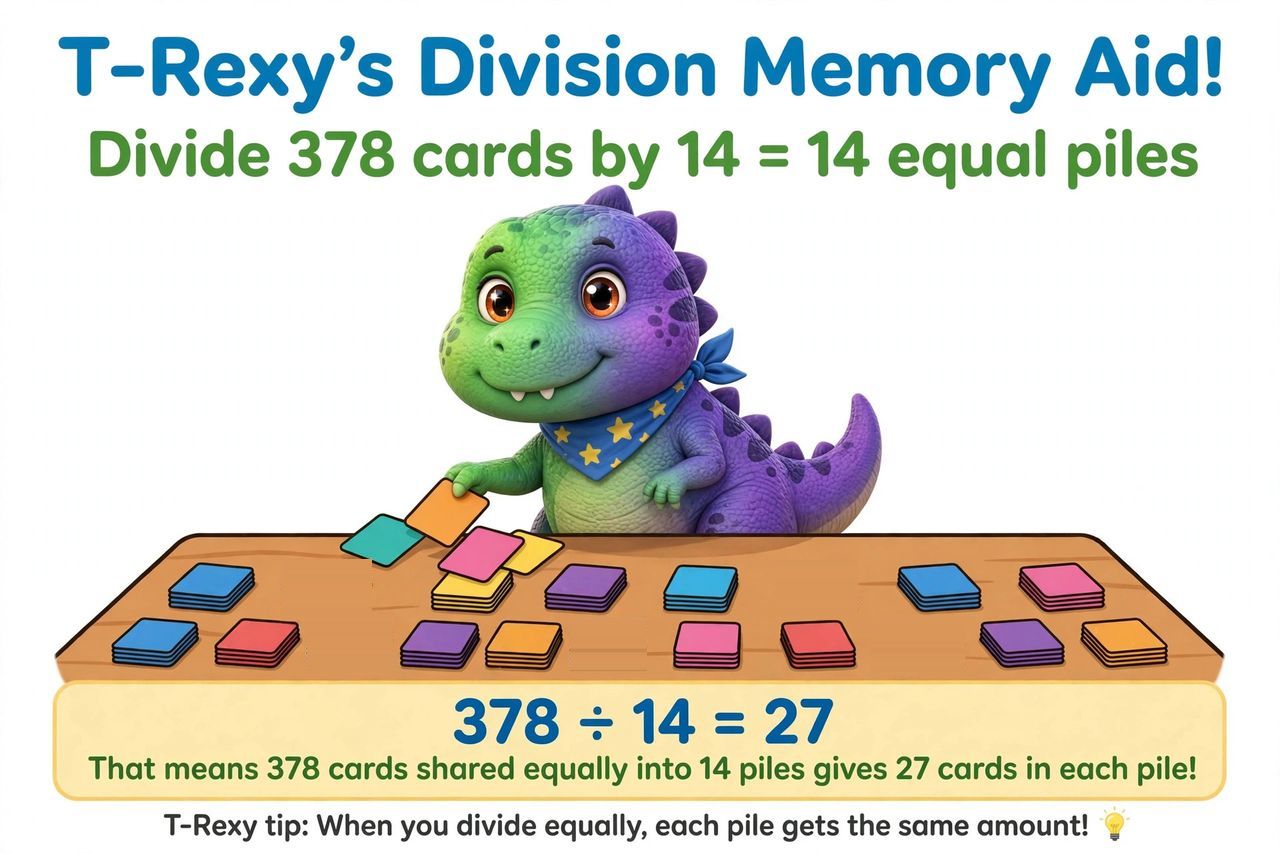 T-Rexy’s Division Memory Aid!
Divide 378 cards by 14 = 14 equal piles
378 ÷ 14 = 27
That means 378 cards shared equally into 14 piles gives 27 cards in each pile!
T-Rexy tip: When you divide equally, each pile gets the same amount! 💡